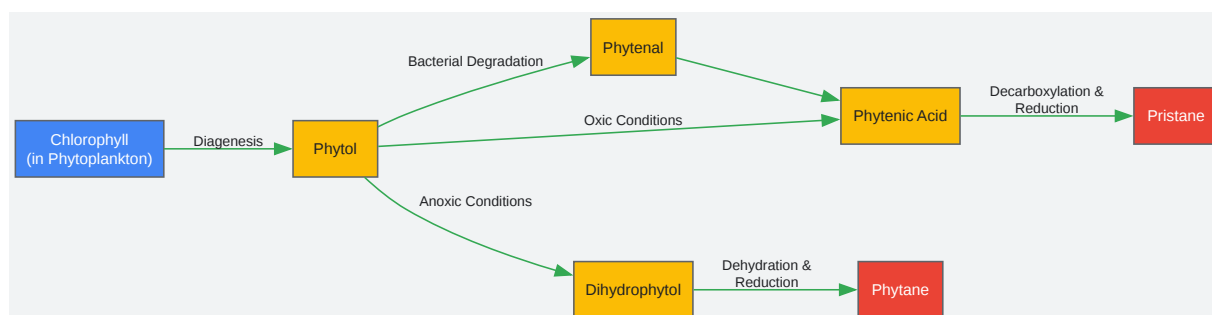 Phytenal
Bacterial Degradation
Decarboxylation &
Reduction
Phytenic Acid
Pristane
Oxic Conditions
Chlorophyll
(in Phytoplankton)
Diagenesis
Phytol
Anoxic Conditions
Dehydration &
Reduction
Dihydrophytol
Phytane